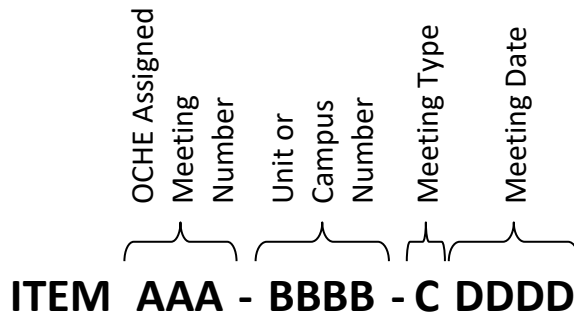 OCHE Assigned
Meeting
Number
Unit or
Campus
Number
Meeting Type
Meeting Date
ITEM AAA - BBBB - C DDDD